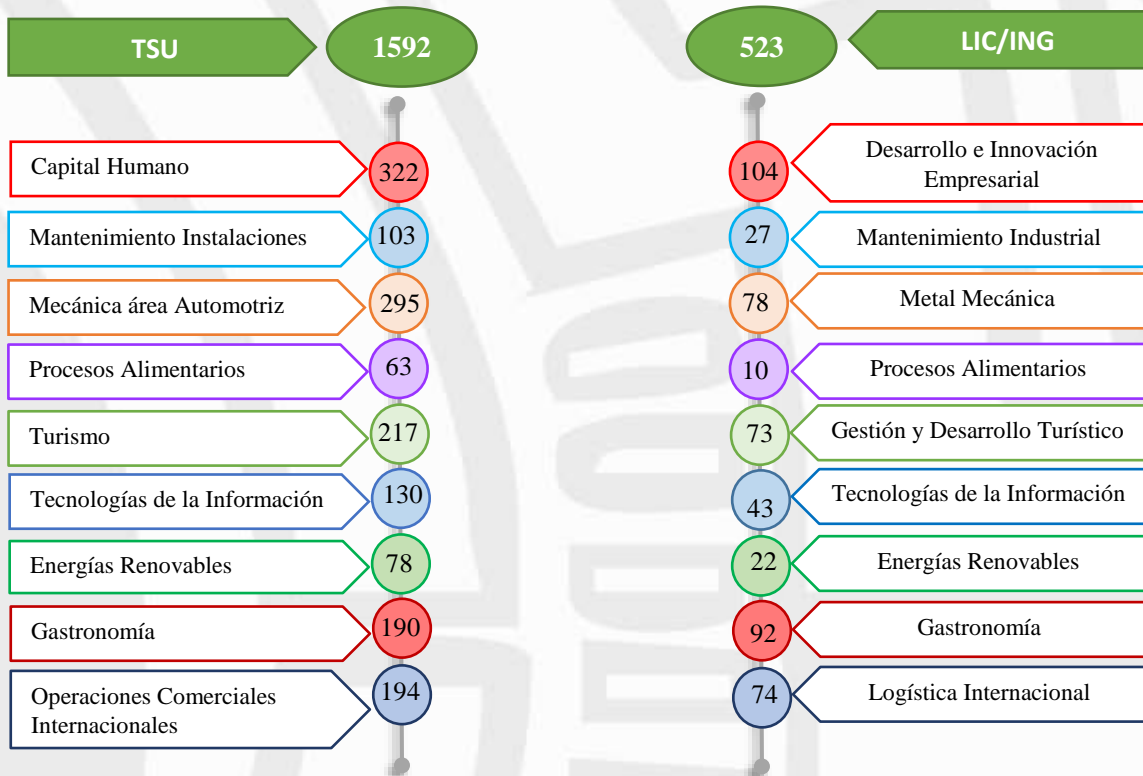 TSU
1592
Capital Humano
322
Mantenimiento Instalaciones
103
Mecánica área Automotriz
295
Procesos Alimentarios
63
Turismo
217
Tecnologías de la Información
130
Energías Renovables
78
Gastronomía
190
Operaciones Comerciales
Internacionales
194
523
LIC/ING
104
Desarrollo e Innovación
Empresarial
27
Mantenimiento Industrial
78
Metal Mecánica
10
Procesos Alimentarios
73
Gestión y Desarrollo Turístico
43
Tecnologías de la Información
22
Energías Renovables
92
Gastronomía
74
Logística Internacional